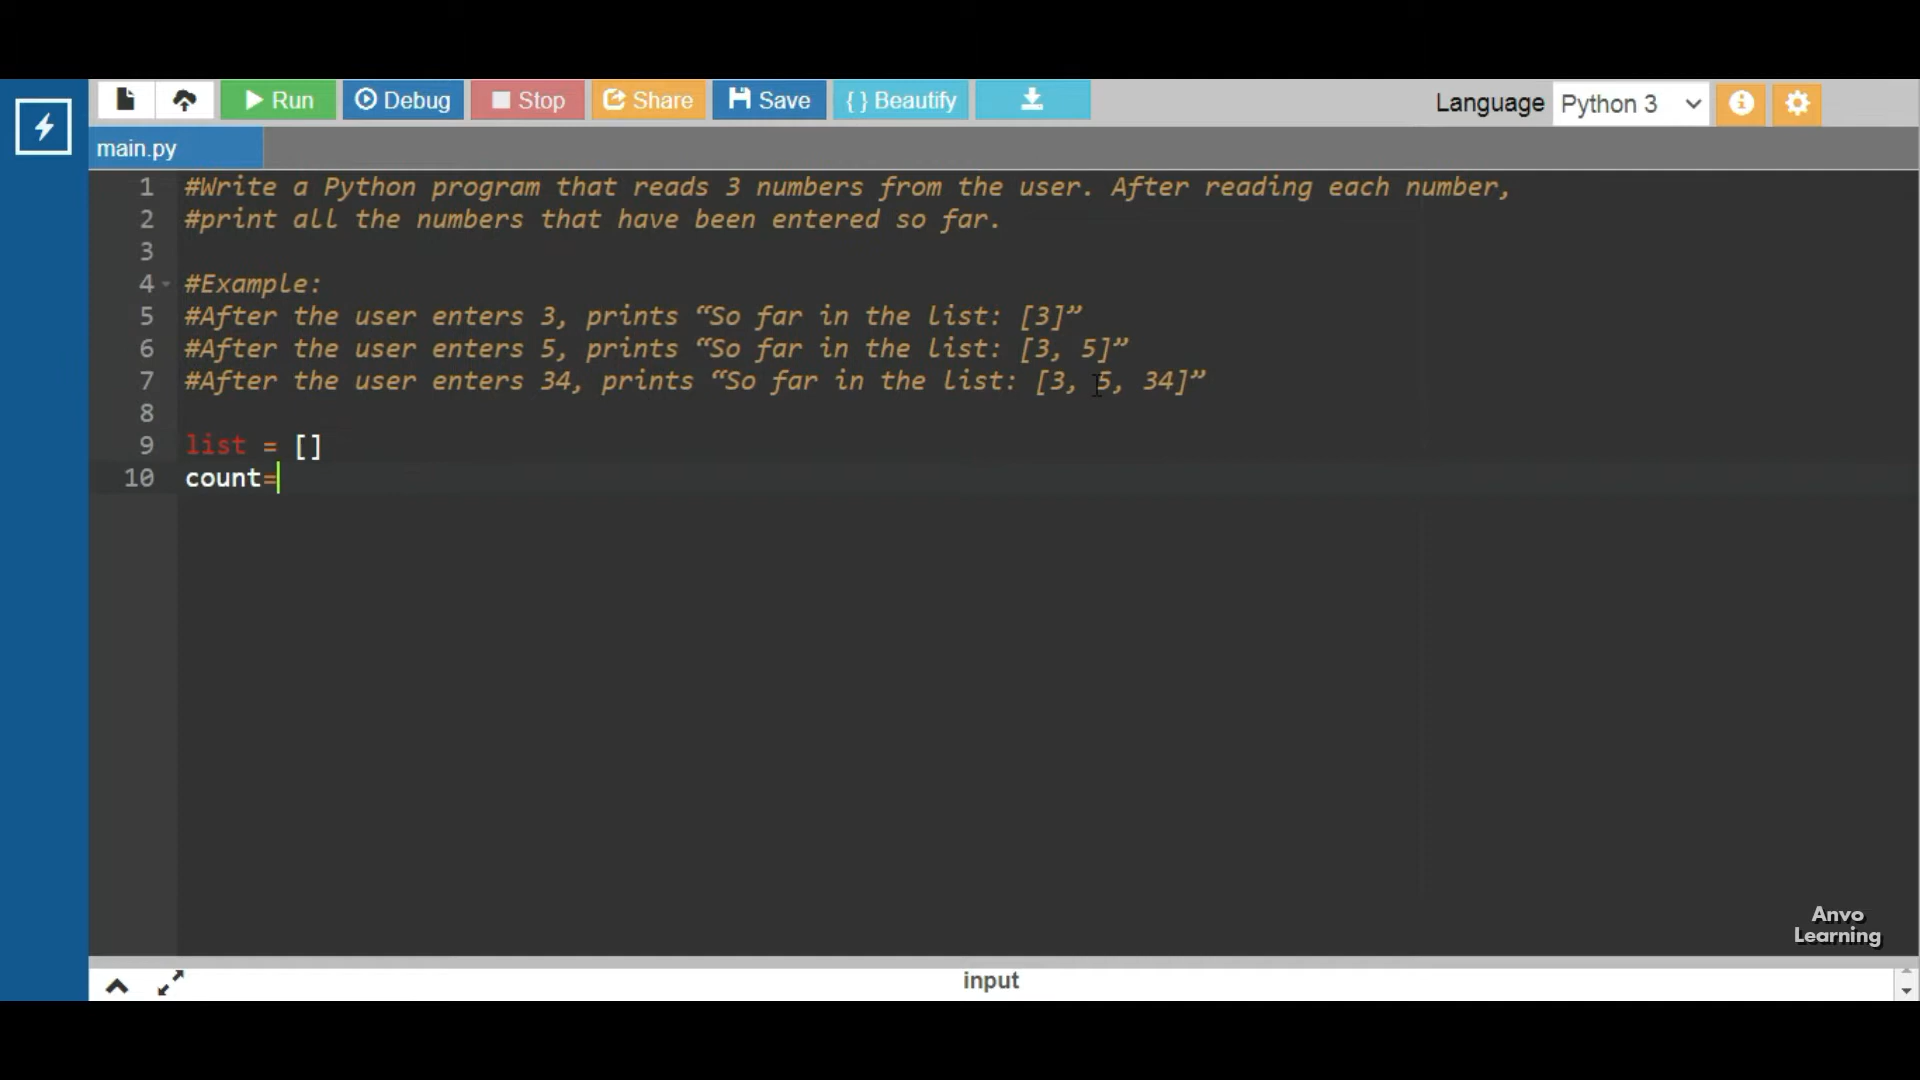 Run Debug Stop Share Save { } Beautify Language Python 3
main.py
1 #Write a Python program that reads 3 numbers from the user. After reading each number,
2 #print all the numbers that have been entered so far.
3
4 #Example:
5 #After the user enters 3, prints “So far in the list: [3]”
6 #After the user enters 5, prints “So far in the list: [3, 5]”
7 #After the user enters 34, prints “So far in the list: [3, 5, 34]”
8
9 list = []
10 count=
Anvo
Learning
input